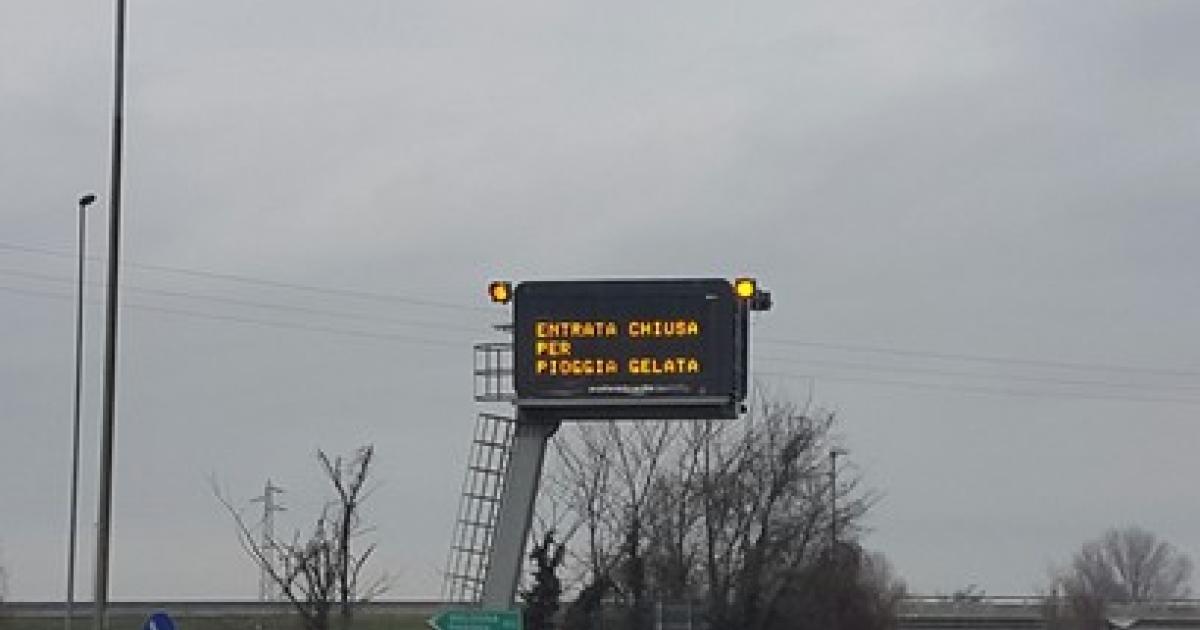 ENTRATA CHIUSA
PER
PIOGGIA GELATA